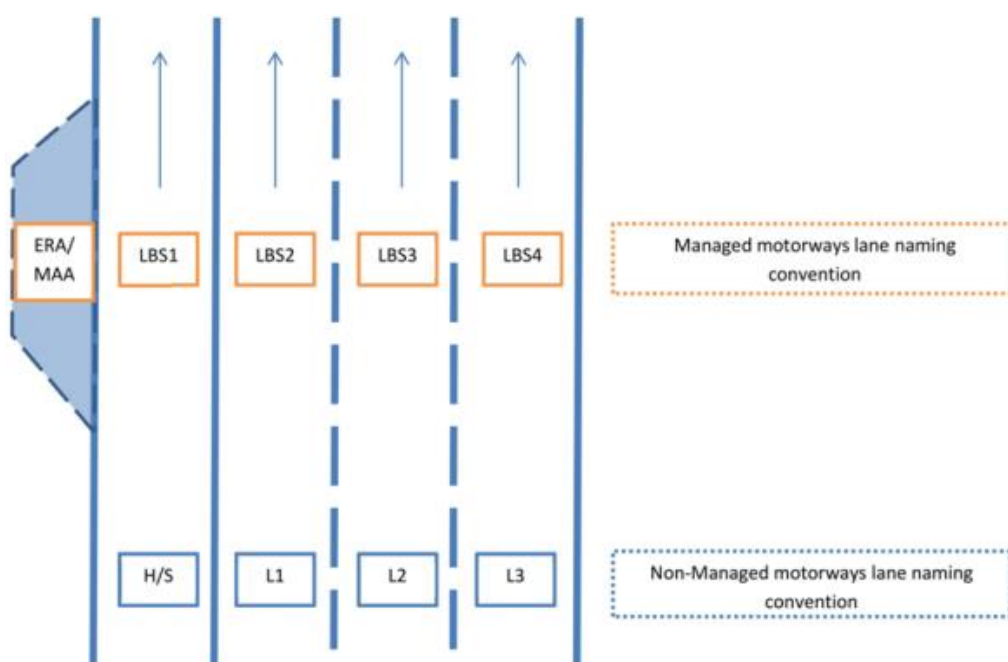 ERA/
MAA
LBS1
LBS2
LBS3
LBS4
Managed motorways lane naming
convention
H/S
L1
L2
L3
Non-Managed motorways lane naming
convention